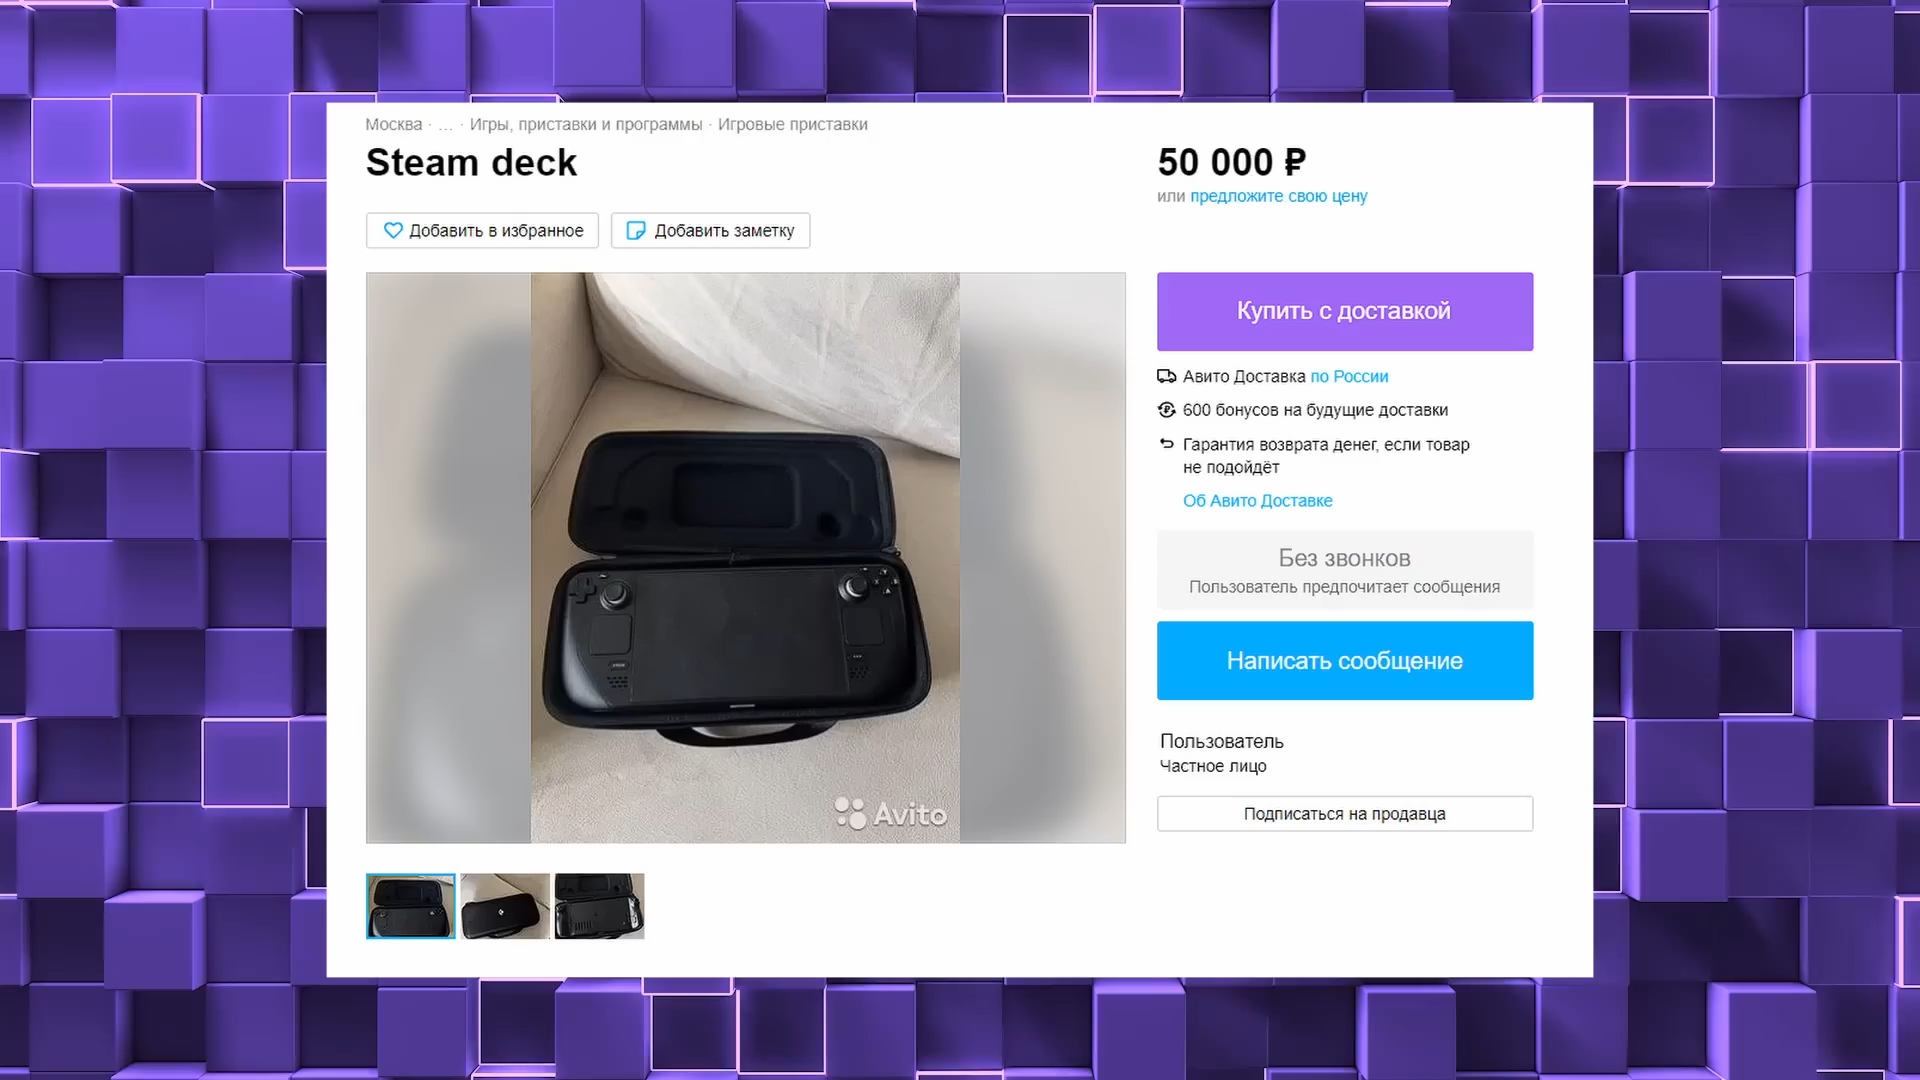 Москва · ... · Игры, приставки и программы · Игровые приставки
Steam deck
Добавить в избранное
Добавить заметку
50 000 ₽
или предложите свою цену
Купить с доставкой
Авито Доставка по России
600 бонусов на будущие доставки
Гарантия возврата денег, если товар
не подойдёт
Об Авито Доставке
Без звонков
Пользователь предпочитает сообщения
Написать сообщение
Пользователь
Частное лицо
Подписаться на продавца
Avito